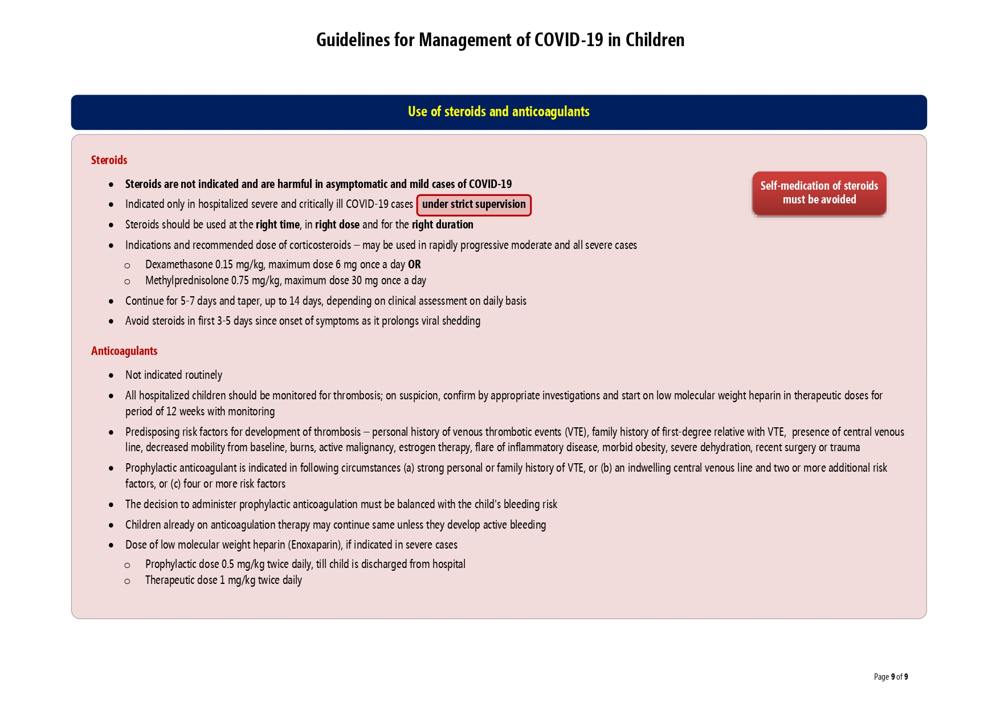 Guidelines for Management of COVID-19 in Children
Use of steroids and anticoagulants
Steroids
• Steroids are not indicated and are harmful in asymptomatic and mild cases of COVID-19
• Indicated only in hospitalized severe and critically ill COVID-19 cases under strict supervision
Self-medication of steroids
must be avoided
• Steroids should be used at the right time, in right dose and for the right duration
• Indications and recommended dose of corticosteroids – may be used in rapidly progressive moderate and all severe cases
o Dexamethasone 0.15 mg/kg, maximum dose 6 mg once a day OR
o Methylprednisolone 0.75 mg/kg, maximum dose 30 mg once a day
• Continue for 5-7 days and taper, up to 14 days, depending on clinical assessment on daily basis
• Avoid steroids in first 3-5 days since onset of symptoms as it prolongs viral shedding
Anticoagulants
• Not indicated routinely
• All hospitalized children should be monitored for thrombosis; on suspicion, confirm by appropriate investigations and start on low molecular weight heparin in therapeutic doses for
period of 12 weeks with monitoring
• Predisposing risk factors for development of thrombosis – personal history of venous thrombotic events (VTE), family history of first-degree relative with VTE, presence of central venous
line, decreased mobility from baseline, burns, active malignancy, estrogen therapy, flare of inflammatory disease, morbid obesity, severe dehydration, recent surgery or trauma
• Prophylactic anticoagulant is indicated in following circumstances (a) strong personal or family history of VTE, or (b) an indwelling central venous line and two or more additional risk
factors, or (c) four or more risk factors
• The decision to administer prophylactic anticoagulation must be balanced with the child's bleeding risk
• Children already on anticoagulation therapy may continue same unless they develop active bleeding
• Dose of low molecular weight heparin (Enoxaparin), if indicated in severe cases
o Prophylactic dose 0.5 mg/kg twice daily, till child is discharged from hospital
o Therapeutic dose 1 mg/kg twice daily
Page 9 of 9